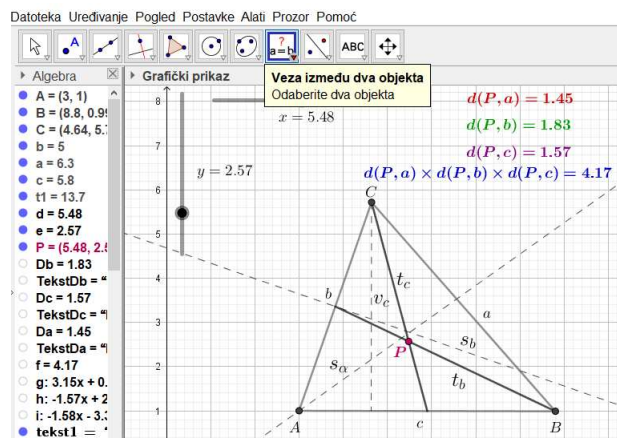 Datoteka Uređivanje Pogled Postavke Alati Prozor Pomoć
A
?
a=b
ABC
Algebra
Grafički prikaz
Veza između dva objekta
Odaberite dva objekta
A = (3, 1)
B = (8.8, 0.99
C = (4.64, 5.7
b = 5
a = 6.3
c = 5.8
t1 = 13.7
d = 5.48
e = 2.57
P = (5.48, 2.5
Db = 1.83
TekstDb = "
Dc = 1.57
TekstDc = "
Da = 1.45
TekstDa = "
f = 4.17
g: 3.15x + 0.
h: -1.57x + 2
i: -1.58x - 3.3
tekst1 = "
8
7
6
5
4
3
2
1
x = 5.48
y = 2.57
d(P, a) = 1.45
d(P, b) = 1.83
d(P, c) = 1.57
d(P, a) × d(P, b) × d(P, c) = 4.17
C
t_c
b
v_c
a
s_b
P
s_α
t_b
A
c
B